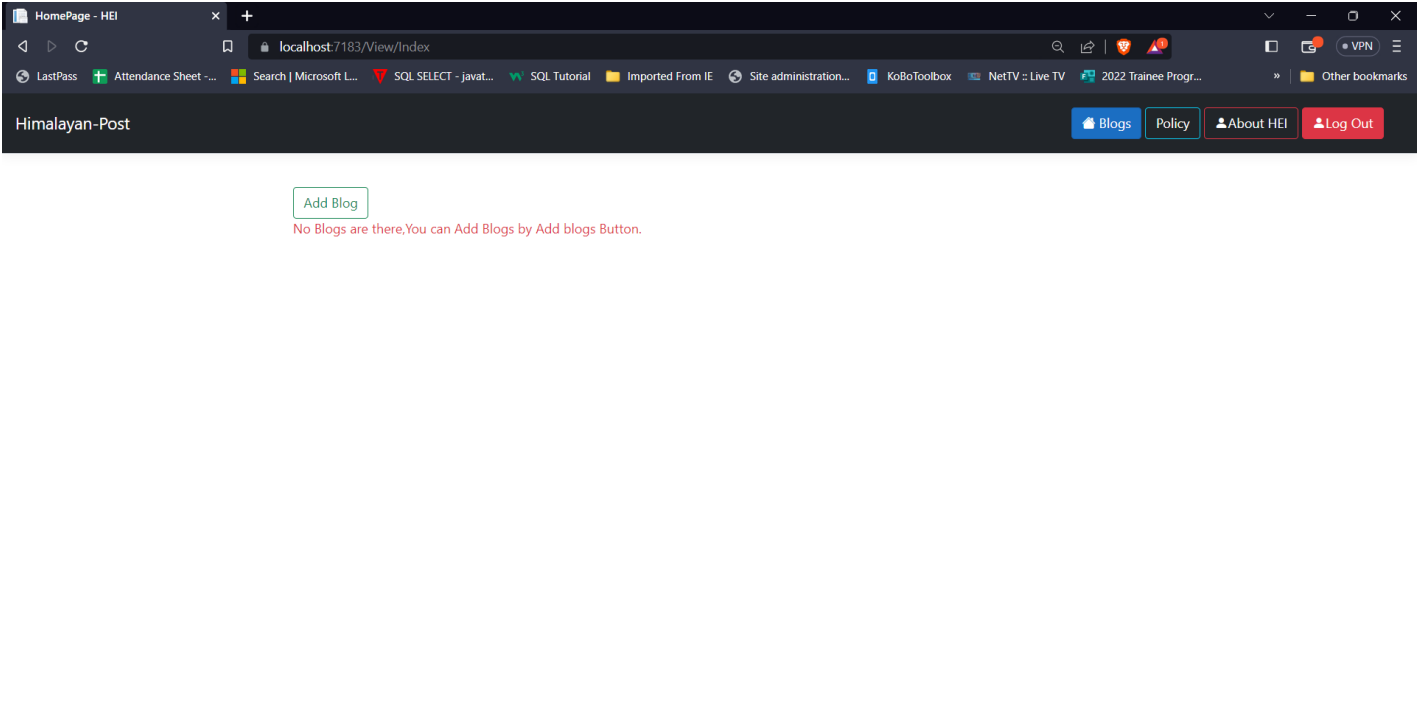 HomePage - HEI
localhost:7183/View/Index
1
VPN
LastPass Attendance Sheet -... Search | Microsoft L... SQL SELECT - javat... SQL Tutorial Imported From IE Site administration... KoBoToolbox NetTV :: Live TV 2022 Trainee Progr... » Other bookmarks
Himalayan-Post Blogs Policy About HEI Log Out
Add Blog
No Blogs are there,You can Add Blogs by Add blogs Button.